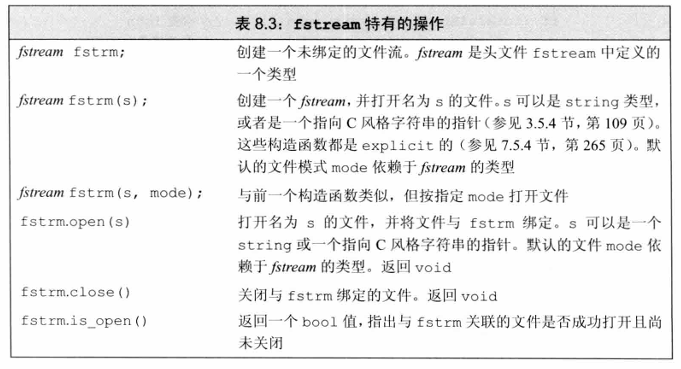 表 8.3：fstream 特有的操作
fstream fstrm; 创建一个未绑定的文件流。fstream 是头文件 fstream 中定义的
一个类型
fstream fstrm(s); 创建一个 fstream，并打开名为 s 的文件。s 可以是 string 类型，
或者是一个指向 C 风格字符串的指针（参见 3.5.4 节，第 109 页）。
这些构造函数都是 explicit 的（参见 7.5.4 节，第 265 页）。默
认的文件模式 mode 依赖于 fstream 的类型
fstream fstrm(s, mode); 与前一个构造函数类似，但按指定 mode 打开文件
fstrm.open(s) 打开名为 s 的文件，并将文件与 fstrm 绑定。s 可以是一个
string 或一个指向 C 风格字符串的指针。默认的文件 mode 依
赖于 fstream 的类型。返回 void
fstrm.close() 关闭与 fstrm 绑定的文件。返回 void
fstrm.is_open() 返回一个 bool 值，指出与 fstrm 关联的文件是否成功打开且尚
未关闭